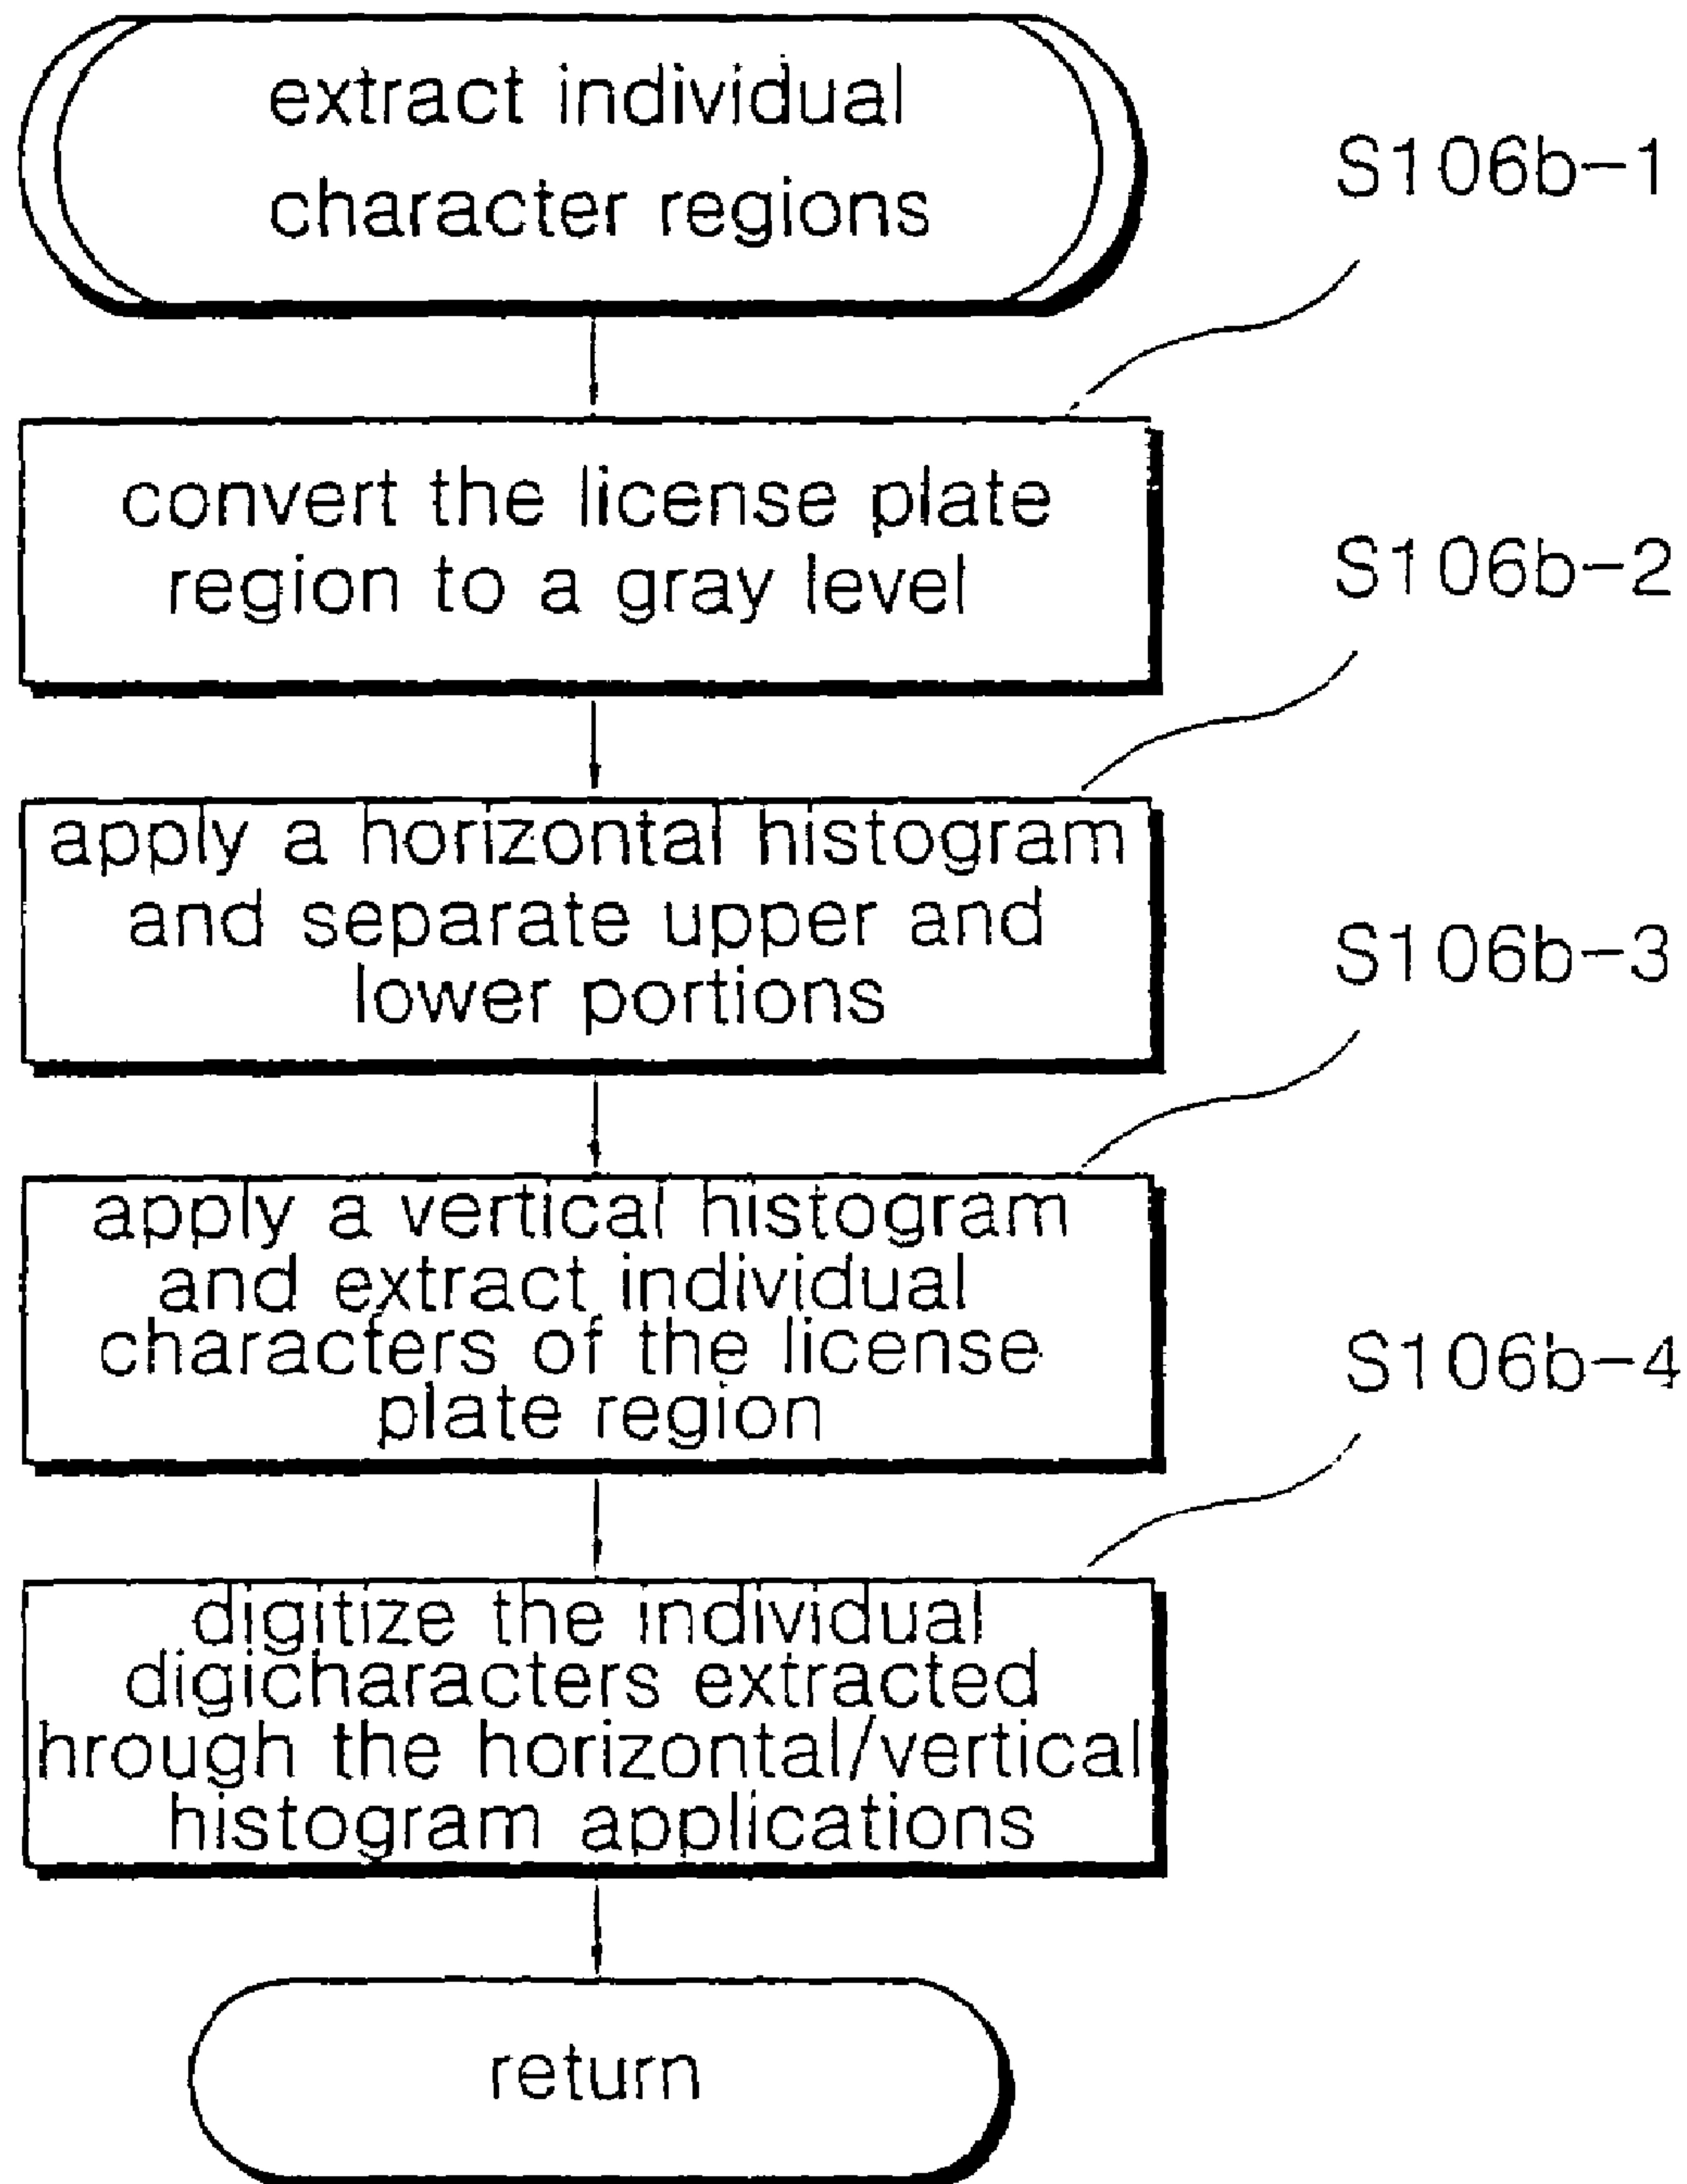 extract individual
character regions
S106b-1
convert the license plate
region to a gray level
S106b-2
apply a horizontal histogram
and separate upper and
lower portions
S106b-3
apply a vertical histogram
and extract individual
characters of the license
plate region
S106b-4
digitize the individual
digicharacters extracted
hrough the horizontal/vertical
histogram applications
return